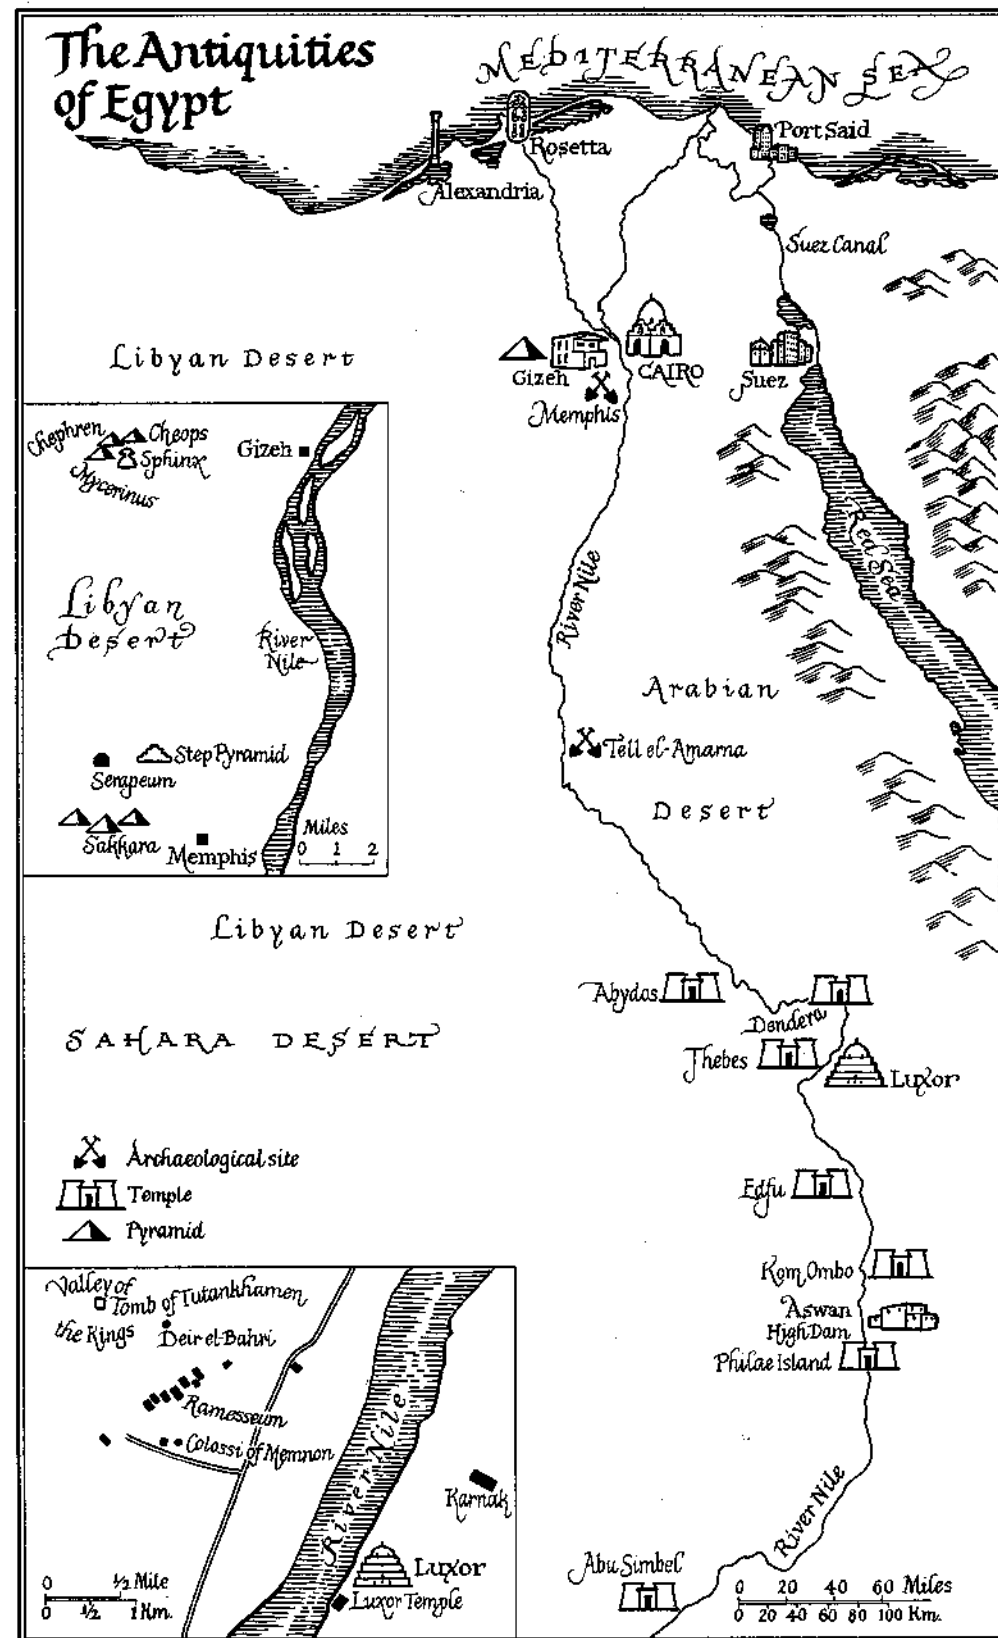 The Antiquities
of Egypt
MEDITERRANEAN SEA
Rosetta
Port Said
Alexandria
Suez Canal
Libyan Desert
Gizeh
CAIRO
Suez
Memphis
Chephren
Cheops
Sphinx
Mycerinus
Gizeh
Libyan
Desert
River
Nile
Step Pyramid
Serapeum
Sakkara
Memphis
Miles
0 1 2
Red Sea
River Nile
Arabian
Tell el-Amarna
Desert
Libyan Desert
Abydos
Dendera
SAHARA DESERT
Thebes
Luxor
Archaeological site
Temple
Pyramid
Edfu
Kom Ombo
Aswan
High Dam
Philae Island
Valley of
Tomb of Tutankhamen
the Kings
Deir el-Bahri
Ramesseum
Colossi of Memnon
River Nile
Karnak
Luxor
Luxor Temple
0 1/2 Mile
0 1/2 1 Km.
River Nile
Abu Simbel
0 20 40 60 Miles
0 20 40 60 80 100 Km.